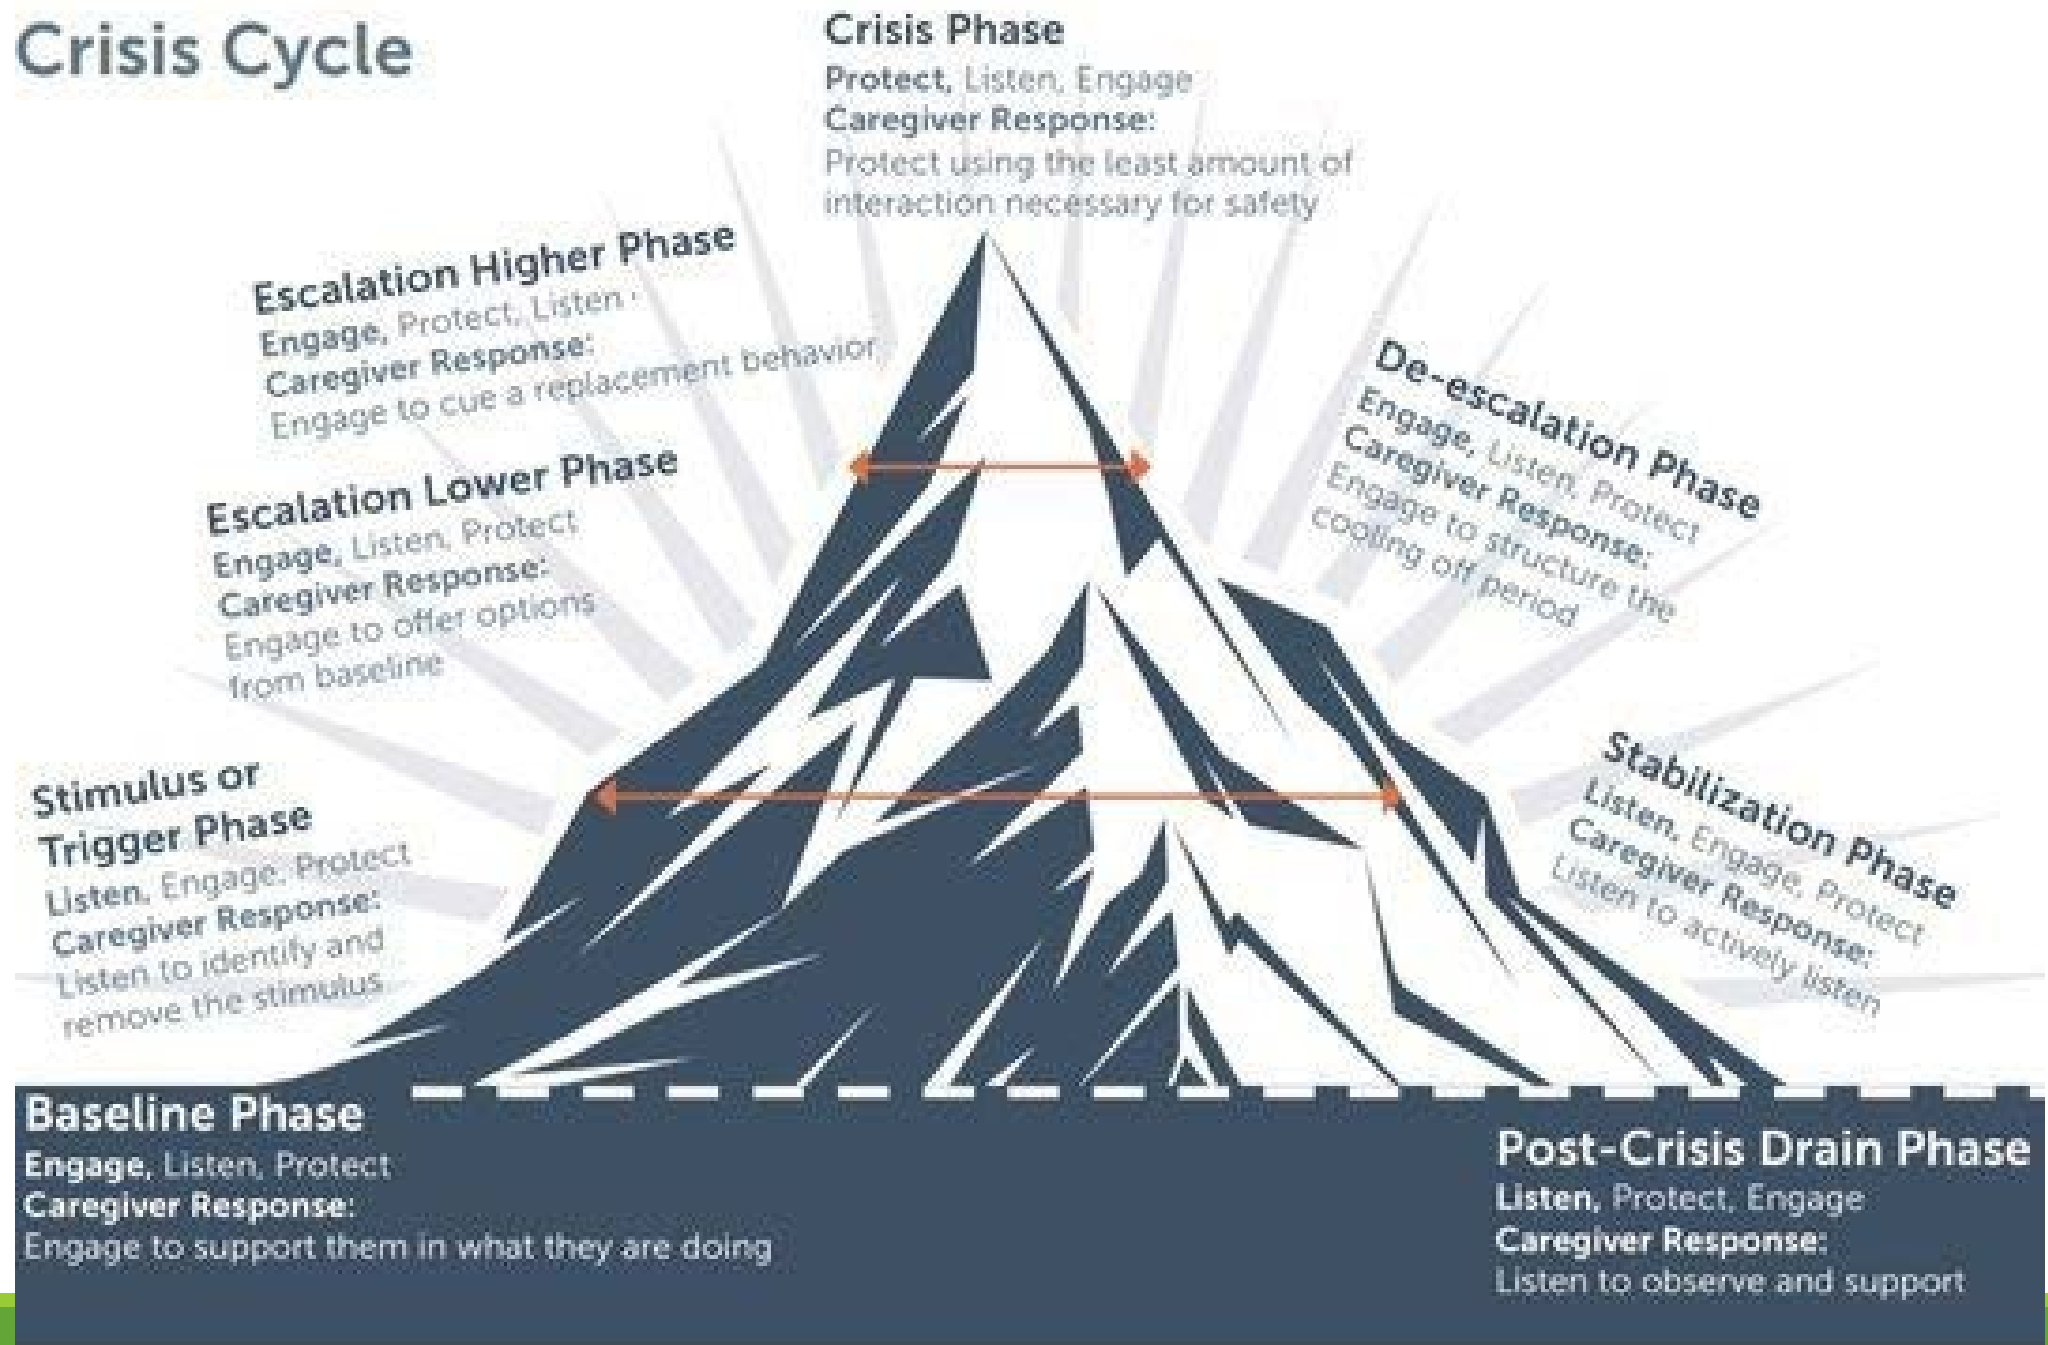 Crisis Cycle
Crisis Phase
Protect, Listen, Engage
Caregiver Response:
Protect using the least amount of
interaction necessary for safety
Escalation Higher Phase
Engage, Protect, Listen
Caregiver Response:
Engage to cue a replacement behavior
Escalation Lower Phase
Engage, Listen, Protect
Caregiver Response:
Engage to offer options
from baseline
Stimulus or
Trigger Phase
Listen, Engage, Protect
Caregiver Response:
Listen to identify and
remove the stimulus
Baseline Phase
Engage, Listen, Protect
Caregiver Response:
Engage to support them in what they are doing
De-escalation Phase
Engage, Listen, Protect
Caregiver Response:
Engage to structure the
cooling off period
Stabilization Phase
Listen, Engage, Protect
Caregiver Response:
Listen to actively listen
Post-Crisis Drain Phase
Listen, Protect, Engage
Caregiver Response:
Listen to observe and support